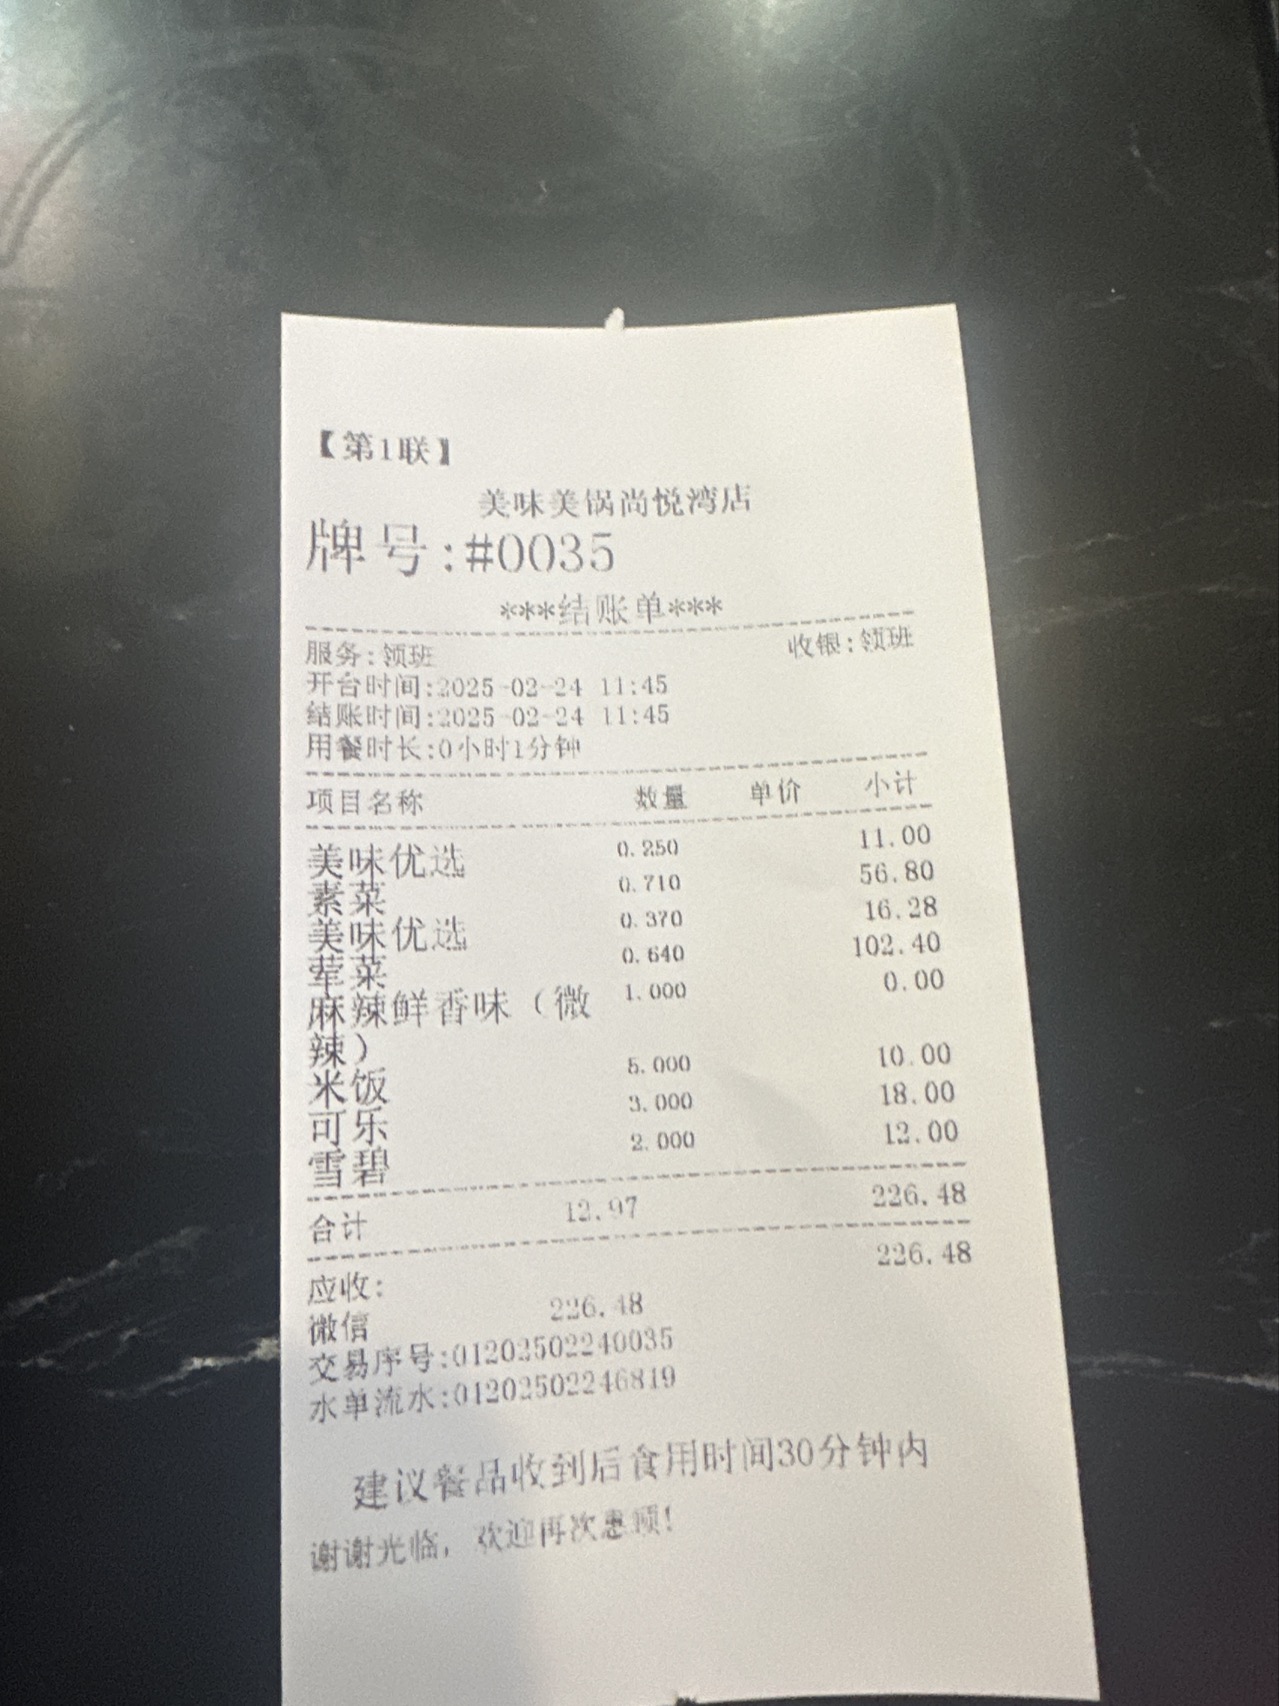 【第1联】
美味美锅尚悦湾店
牌号:#0035
***结账单***
服务:领班 收银:领班
开台时间:2025-02-24 11:45
结账时间:2025-02-24 11:45
用餐时长:0小时1分钟
项目名称 数量 单价 小计
美味优选 0.250 11.00
素菜 0.710 56.80
美味优选 0.370 16.28
荤菜 0.640 102.40
麻辣鲜香味（微 1.000 0.00
辣）
米饭 5.000 10.00
可乐 3.000 18.00
雪碧 2.000 12.00
合计 12.97 226.48
应收: 226.48
微信 226.48
交易序号:01202502240035
水单流水:01202502246819
建议餐品收到后食用时间30分钟内
谢谢光临，欢迎再次惠顾!